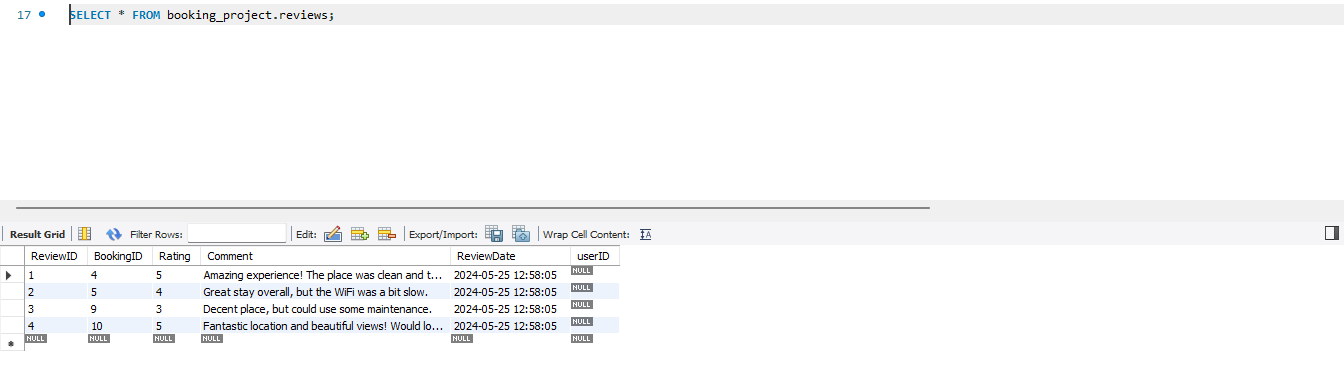 17 SELECT * FROM booking_project.reviews;
Result Grid Filter Rows: Edit: Export/Import: Wrap Cell Content: IA
ReviewID BookingID Rating Comment ReviewDate userID
1 4 5 Amazing experience! The place was clean and t... 2024-05-25 12:58:05 NULL
2 5 4 Great stay overall, but the WiFi was a bit slow. 2024-05-25 12:58:05 NULL
3 9 3 Decent place, but could use some maintenance. 2024-05-25 12:58:05 NULL
4 10 5 Fantastic location and beautiful views! Would lo... 2024-05-25 12:58:05 NULL
NULL NULL NULL NULL NULL NULL